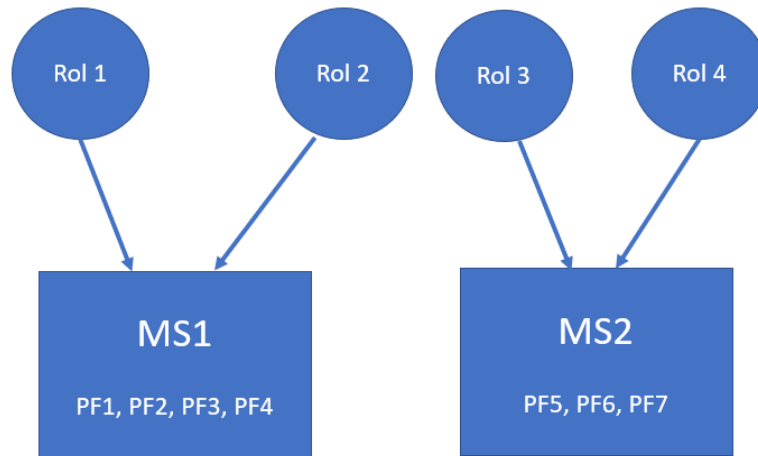 Rol 1
Rol 2
Rol 3
Rol 4
MS1
PF1, PF2, PF3, PF4
MS2
PF5, PF6, PF7